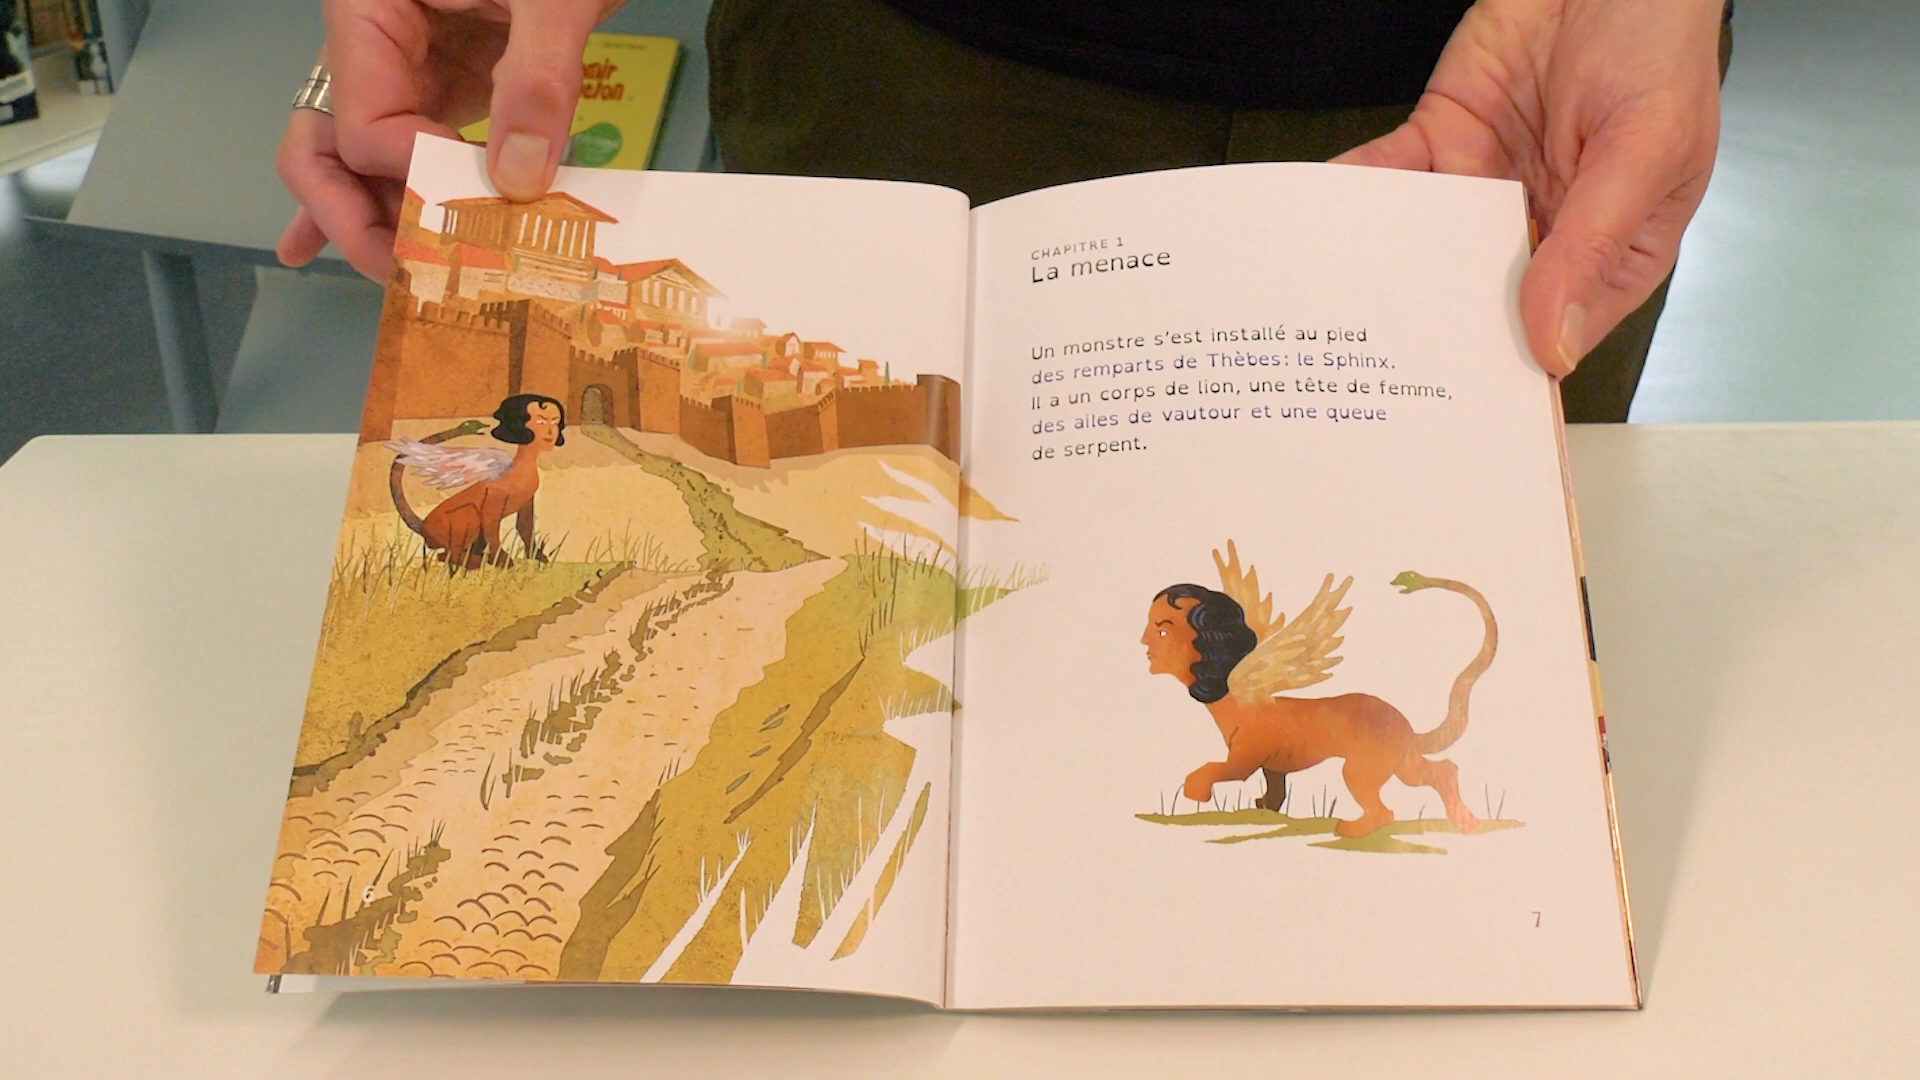 CHAPITRE 1
La menace
Un monstre s'est installé au pied
des remparts de Thèbes: le Sphinx.
Il a un corps de lion, une tête de femme,
des ailes de vautour et une queue
de serpent.
6
7